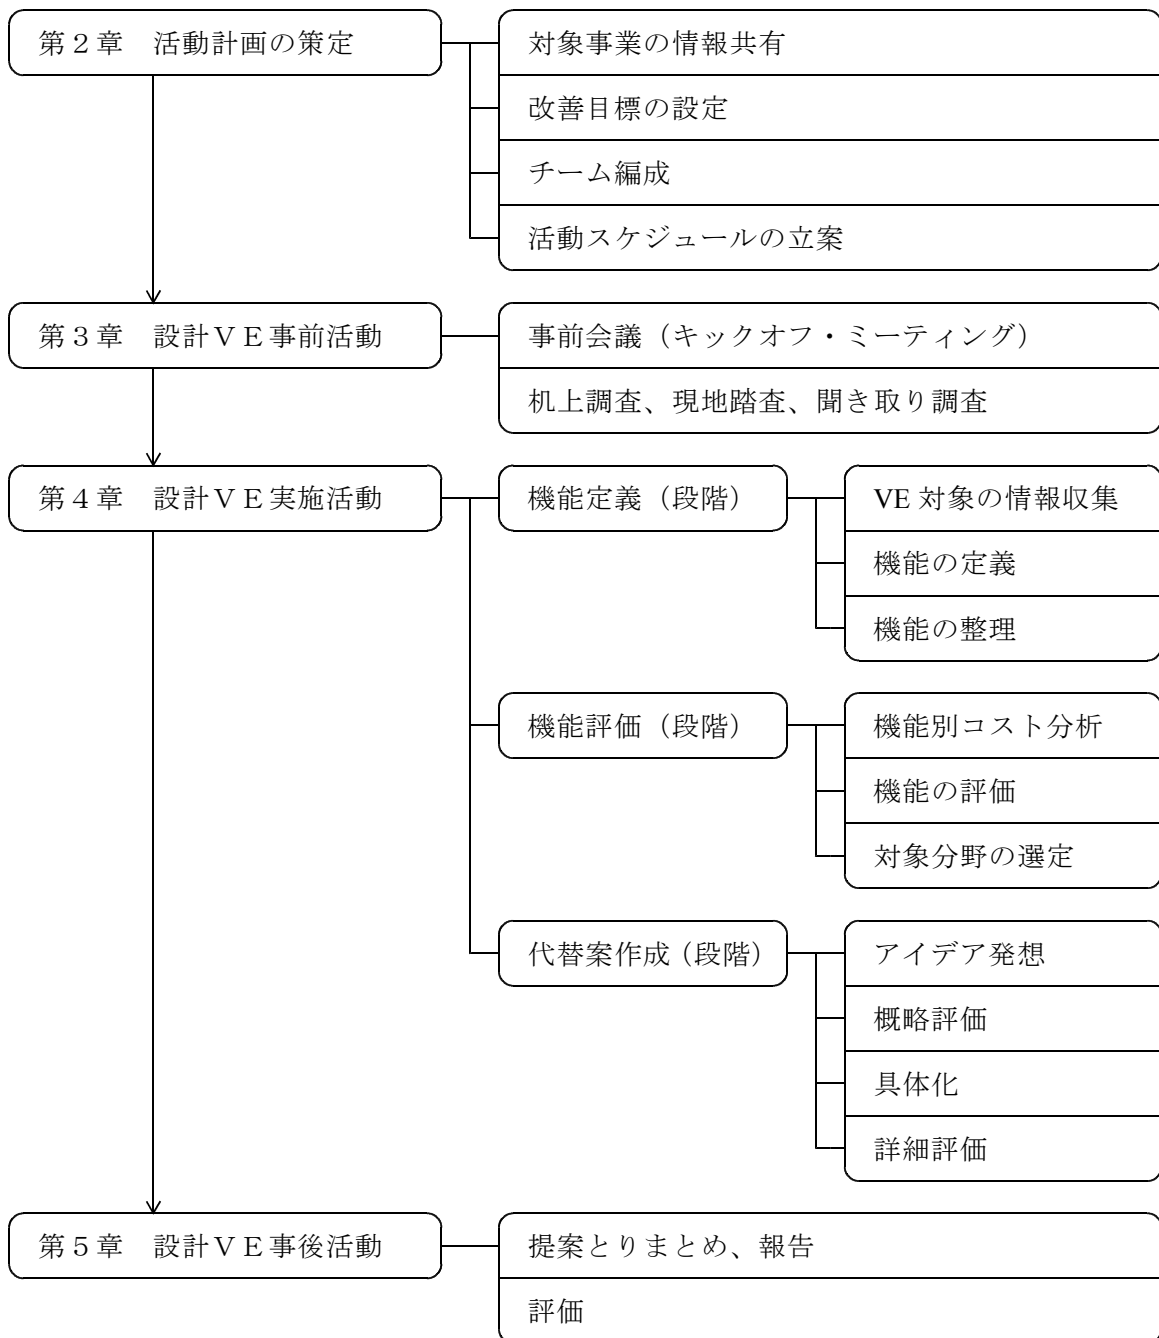 第２章　活動計画の策定
対象事業の情報共有
改善目標の設定
チーム編成
活動スケジュールの立案
第３章　設計ＶＥ事前活動
事前会議（キックオフ・ミーティング）
机上調査、現地踏査、聞き取り調査
第４章　設計ＶＥ実施活動
機能定義（段階）
VE 対象の情報収集
機能の定義
機能の整理
機能評価（段階）
機能別コスト分析
機能の評価
対象分野の選定
代替案作成（段階）
アイデア発想
概略評価
具体化
詳細評価
第５章　設計ＶＥ事後活動
提案とりまとめ、報告
評価